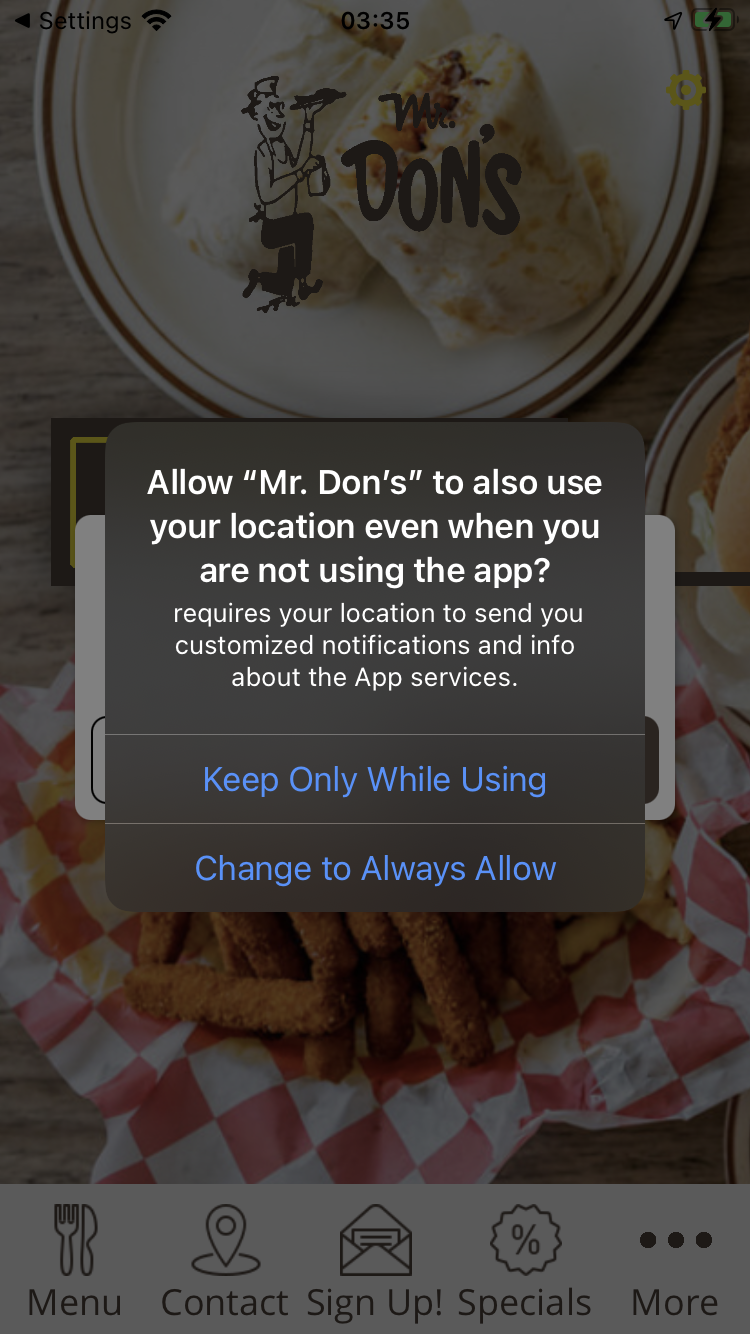 Settings 03:35
Mr.
DON'S
Allow “Mr. Don’s” to also use
your location even when you
are not using the app?
requires your location to send you
customized notifications and info
about the App services.
Keep Only While Using
Change to Always Allow
%
Menu Contact Sign Up! Specials More